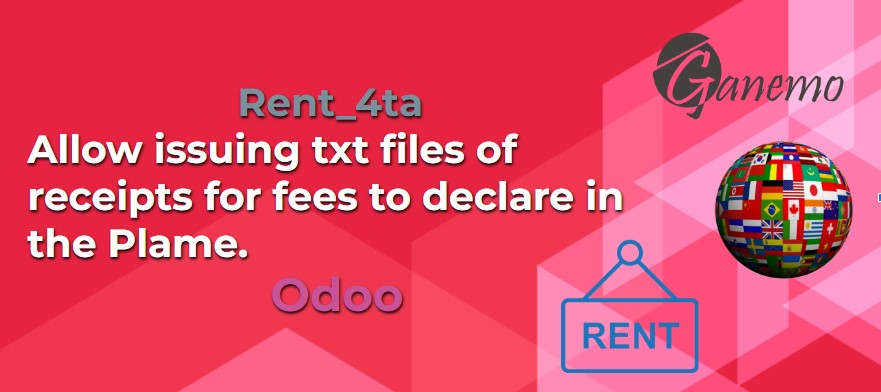 Ganemo
Rent_4ta
Allow issuing txt files of
receipts for fees to declare in
the Plame.
Odoo
RENT